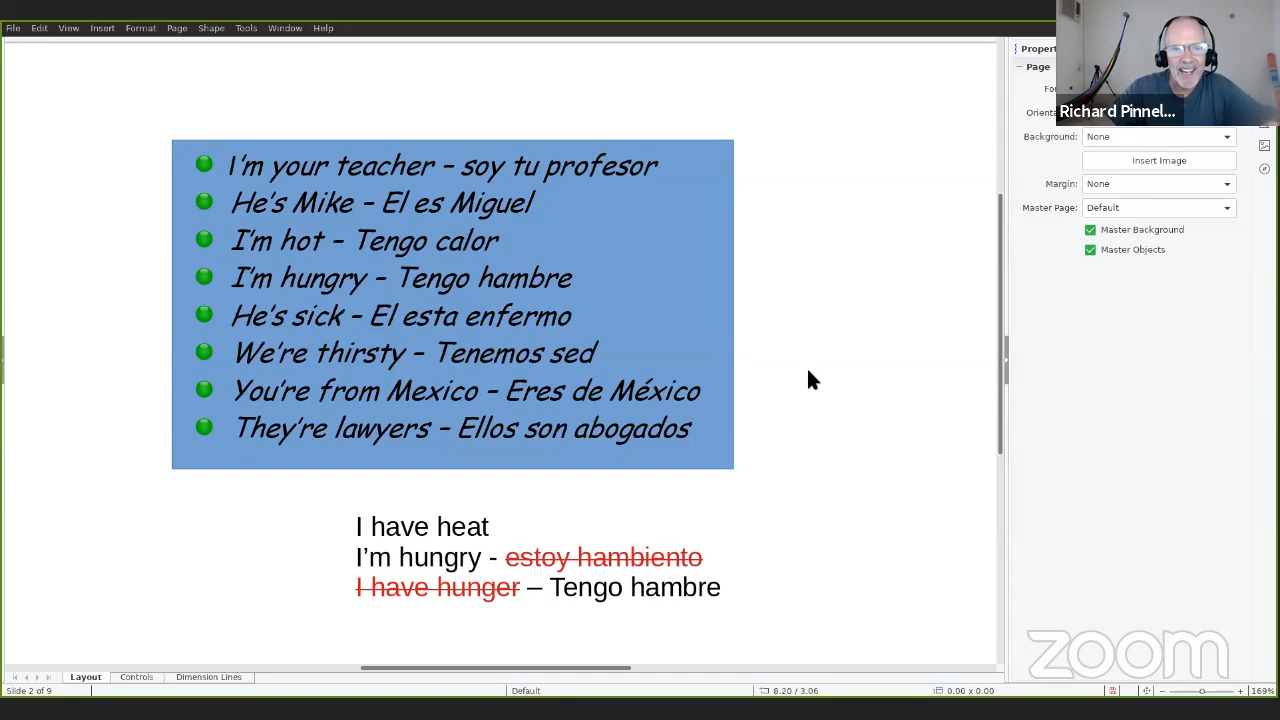 File Edit View Insert Format Page Shape Tools Window Help
Richard Pinnel...
Page
Background: None
Insert Image
Margin: None
Master Page: Default
Master Background
Master Objects
I'm your teacher – soy tu profesor
He's Mike – El es Miguel
I'm hot – Tengo calor
I'm hungry – Tengo hambre
He's sick – El esta enfermo
We're thirsty – Tenemos sed
You're from Mexico – Eres de México
They're lawyers – Ellos son abogados
I have heat
I'm hungry - estoy hambiento
I have hunger – Tengo hambre
zoom
Layout Controls Dimension Lines
Slide 2 of 9 Default 8.20 / 3.06 0.00 x 0.00 169%